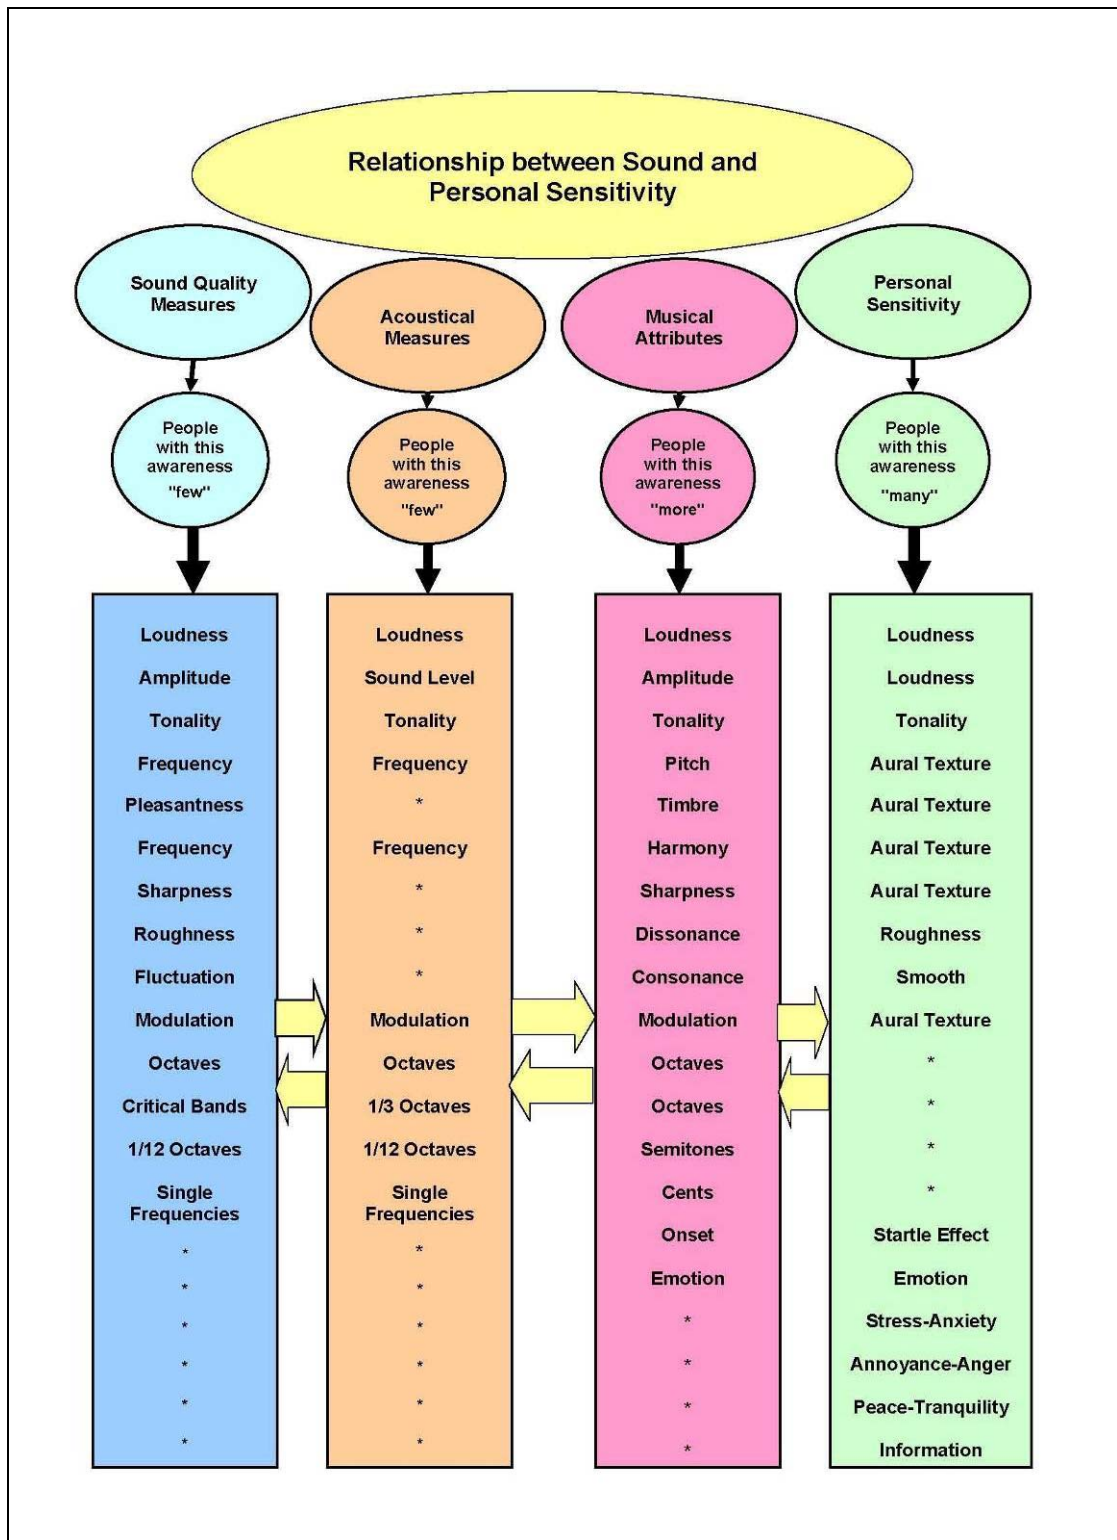 Relationship between Sound and
Personal Sensitivity
Sound Quality
Measures
Acoustical
Measures
Musical
Attributes
Personal
Sensitivity
People
with this
awareness
"few"
People
with this
awareness
"few"
People
with this
awareness
"more"
People
with this
awareness
"many"
Loudness
Amplitude
Tonality
Frequency
Pleasantness
Frequency
Sharpness
Roughness
Fluctuation
Modulation
Octaves
Critical Bands
1/12 Octaves
Single
Frequencies
*
*
*
*
*
*
Loudness
Sound Level
Tonality
Frequency
*
Frequency
*
*
*
Modulation
Octaves
1/3 Octaves
1/12 Octaves
Single
Frequencies
*
*
*
*
*
*
Loudness
Amplitude
Tonality
Pitch
Timbre
Harmony
Sharpness
Dissonance
Consonance
Modulation
Octaves
Octaves
Semitones
Cents
Onset
Emotion
*
*
*
*
Loudness
Loudness
Tonality
Aural Texture
Aural Texture
Aural Texture
Aural Texture
Roughness
Smooth
Aural Texture
*
*
*
*
Startle Effect
Emotion
Stress-Anxiety
Annoyance-Anger
Peace-Tranquility
Information